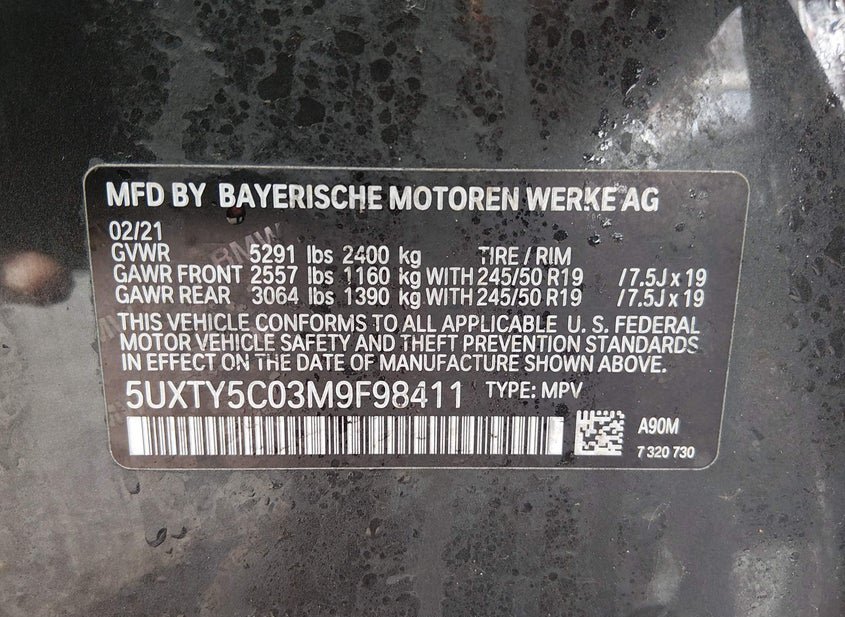 MFD BY BAYERISCHE MOTOREN WERKE AG
02/21
GVWR 5291 lbs 2400 kg TIRE / RIM
GAWR FRONT 2557 lbs 1160 kg WITH 245/50 R19 /7.5J x 19
GAWR REAR 3064 lbs 1390 kg WITH 245/50 R19 /7.5J x 19
THIS VEHICLE CONFORMS TO ALL APPLICABLE U. S. FEDERAL
MOTOR VEHICLE SAFETY AND THEFT PREVENTION STANDARDS
IN EFFECT ON THE DATE OF MANUFACTURE SHOWN ABOVE.
5UXTY5C03M9F98411 TYPE: MPV
A90M
7 320 730